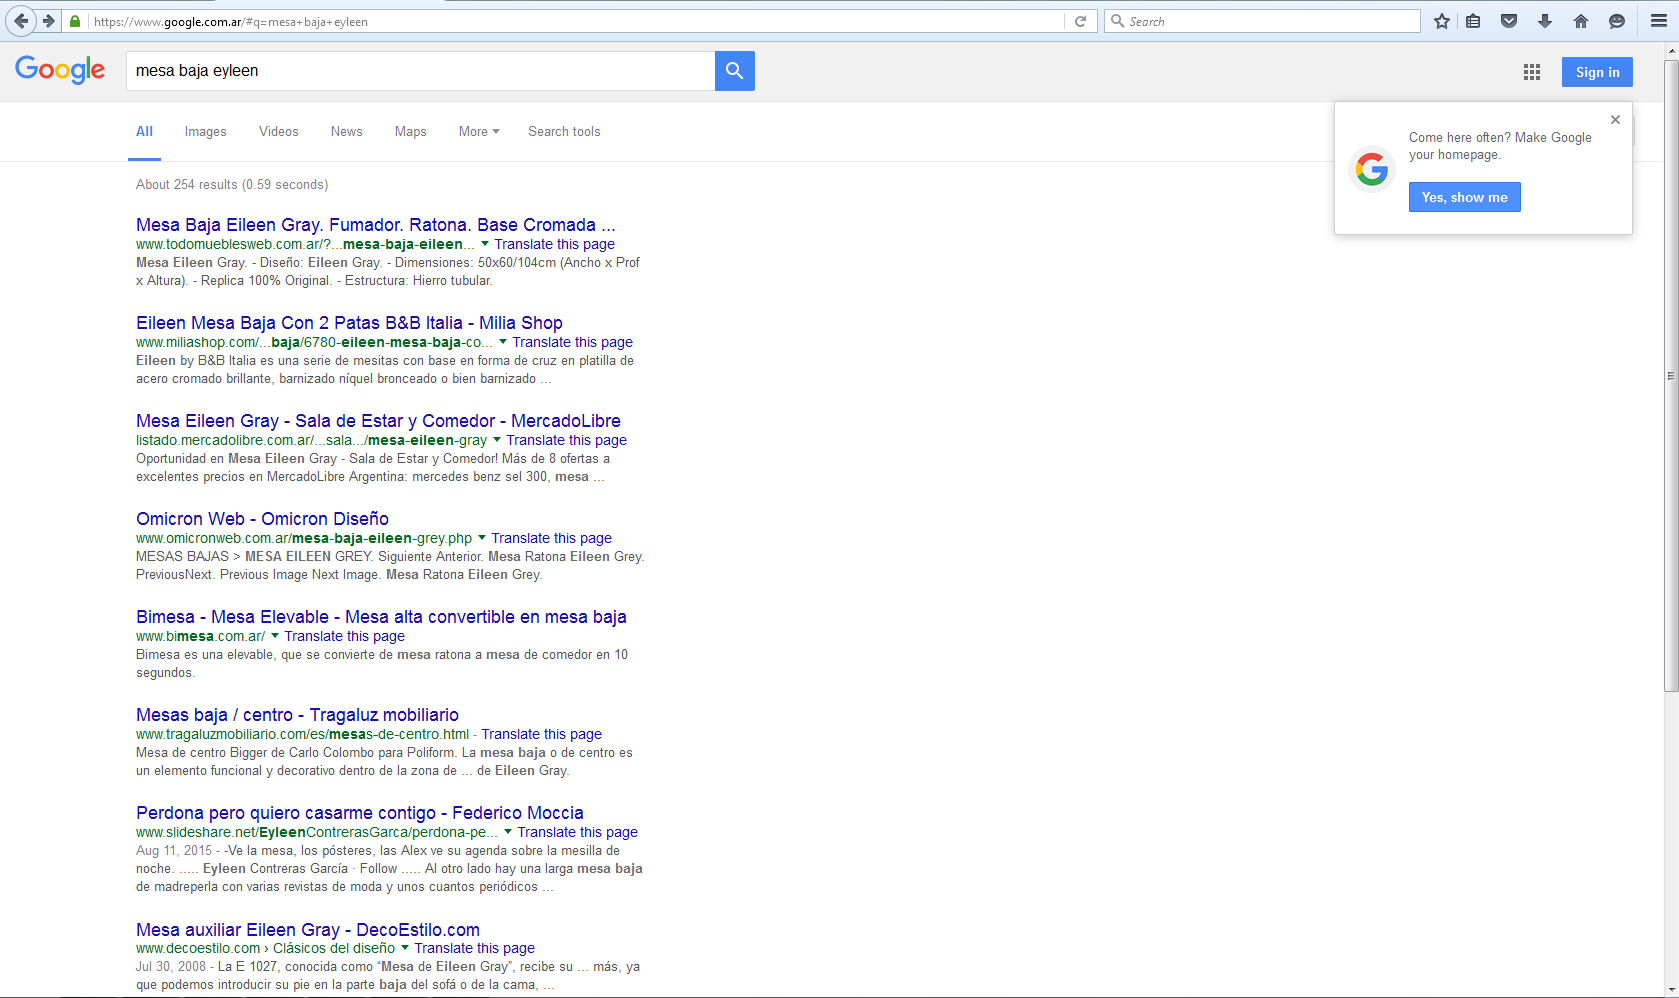 https://www.google.com.ar/#q=mesa+baja+eyleen
Search
Google
mesa baja eyleen
Sign in
All Images Videos News Maps More Search tools
Come here often? Make Google
your homepage.
Yes, show me
About 254 results (0.59 seconds)
Mesa Baja Eileen Gray. Fumador. Ratona. Base Cromada ...
www.todomueblesweb.com.ar/?...mesa-baja-eileen... Translate this page
Mesa Eileen Gray. - Diseño: Eileen Gray. - Dimensiones: 50x60/104cm (Ancho x Prof
x Altura). - Replica 100% Original. - Estructura: Hierro tubular.
Eileen Mesa Baja Con 2 Patas B&B Italia - Milia Shop
www.miliashop.com/...baja/6780-eileen-mesa-baja-co... Translate this page
Eileen by B&B Italia es una serie de mesitas con base en forma de cruz en platilla de
acero cromado brillante, barnizado níquel bronceado o bien barnizado ...
Mesa Eileen Gray - Sala de Estar y Comedor - MercadoLibre
listado.mercadolibre.com.ar/...sala.../mesa-eileen-gray Translate this page
Oportunidad en Mesa Eileen Gray - Sala de Estar y Comedor! Más de 8 ofertas a
excelentes precios en MercadoLibre Argentina: mercedes benz sel 300, mesa ...
Omicron Web - Omicron Diseño
www.omicronweb.com.ar/mesa-baja-eileen-grey.php Translate this page
MESAS BAJAS > MESA EILEEN GREY. Siguiente Anterior. Mesa Ratona Eileen Grey.
PreviousNext. Previous Image Next Image. Mesa Ratona Eileen Grey.
Bimesa - Mesa Elevable - Mesa alta convertible en mesa baja
www.bimesa.com.ar/ Translate this page
Bimesa es una elevable, que se convierte de mesa ratona a mesa de comedor en 10
segundos.
Mesas baja / centro - Tragaluz mobiliario
www.tragaluzmobiliario.com/es/mesas-de-centro.html - Translate this page
Mesa de centro Bigger de Carlo Colombo para Poliform. La mesa baja o de centro es
un elemento funcional y decorativo dentro de la zona de ... de Eileen Gray.
Perdona pero quiero casarme contigo - Federico Moccia
www.slideshare.net/EyleenContrerasGarca/perdona-pe... Translate this page
Aug 11, 2015 - -Ve la mesa, los pósteres, las Alex ve su agenda sobre la mesilla de
noche. ..... Eyleen Contreras García · Follow ..... Al otro lado hay una larga mesa baja
de madreperla con varias revistas de moda y unos cuantos periódicos ...
Mesa auxiliar Eileen Gray - DecoEstilo.com
www.decoestilo.com › Clásicos del diseño Translate this page
Jul 30, 2008 - La E 1027, conocida como “Mesa de Eileen Gray”, recibe su ... más, ya
que podemos introducir su pie en la parte baja del sofá o de la cama, ...